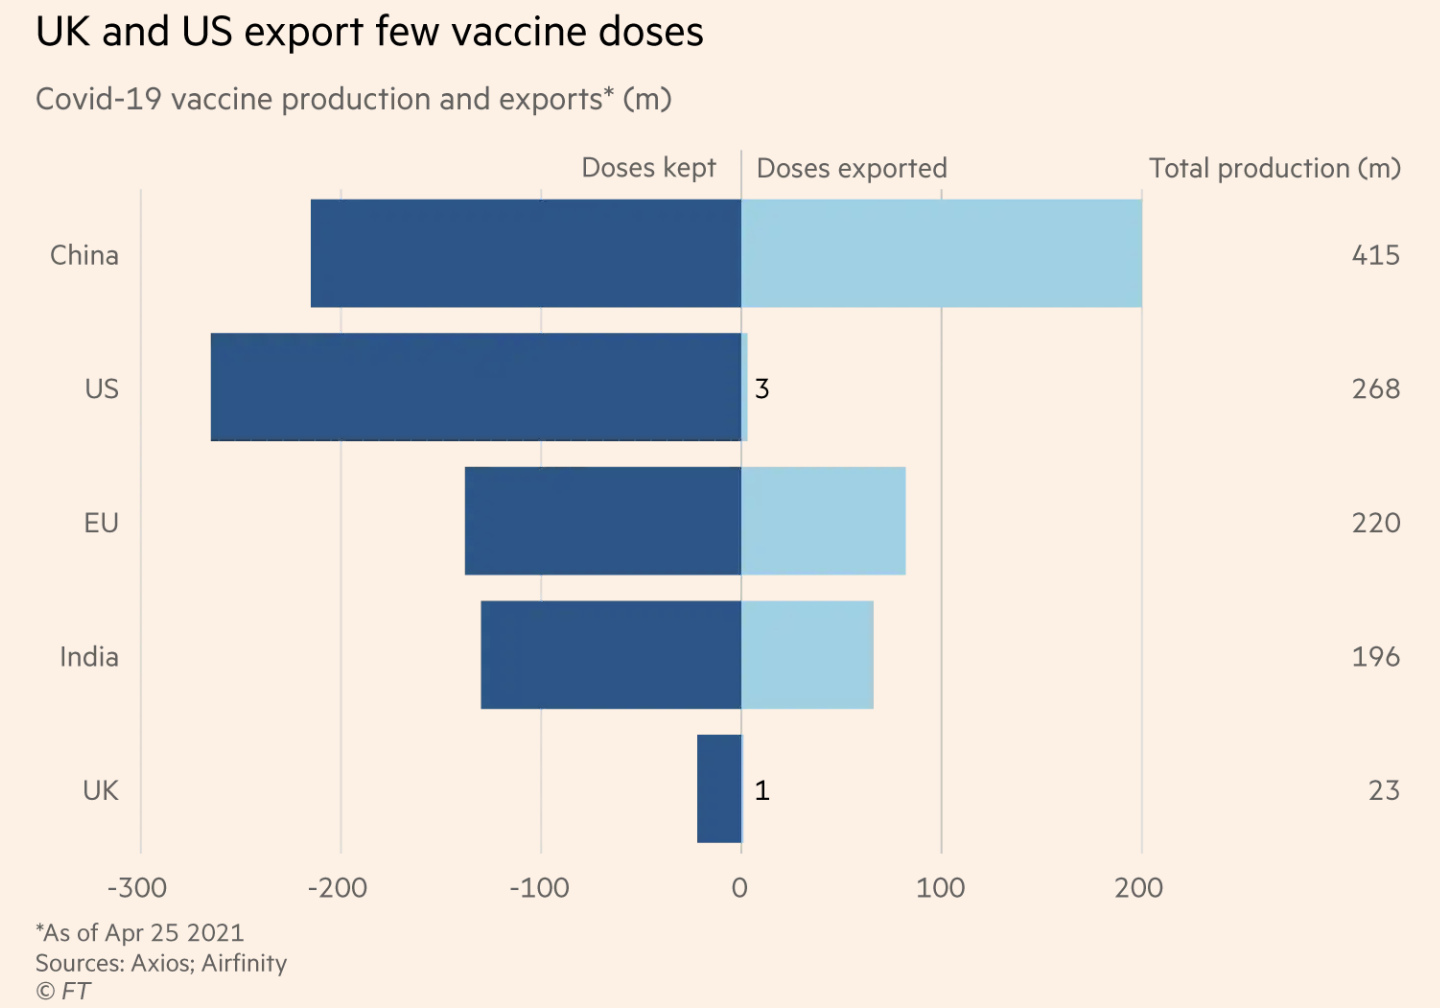 UK and US export few vaccine doses
Covid-19 vaccine production and exports* (m)
Doses kept Doses exported Total production (m)
China 415
US 3 268
EU 220
India 196
UK 1 23
-300 -200 -100 0 100 200
*As of Apr 25 2021
Sources: Axios; Airfinity
© FT